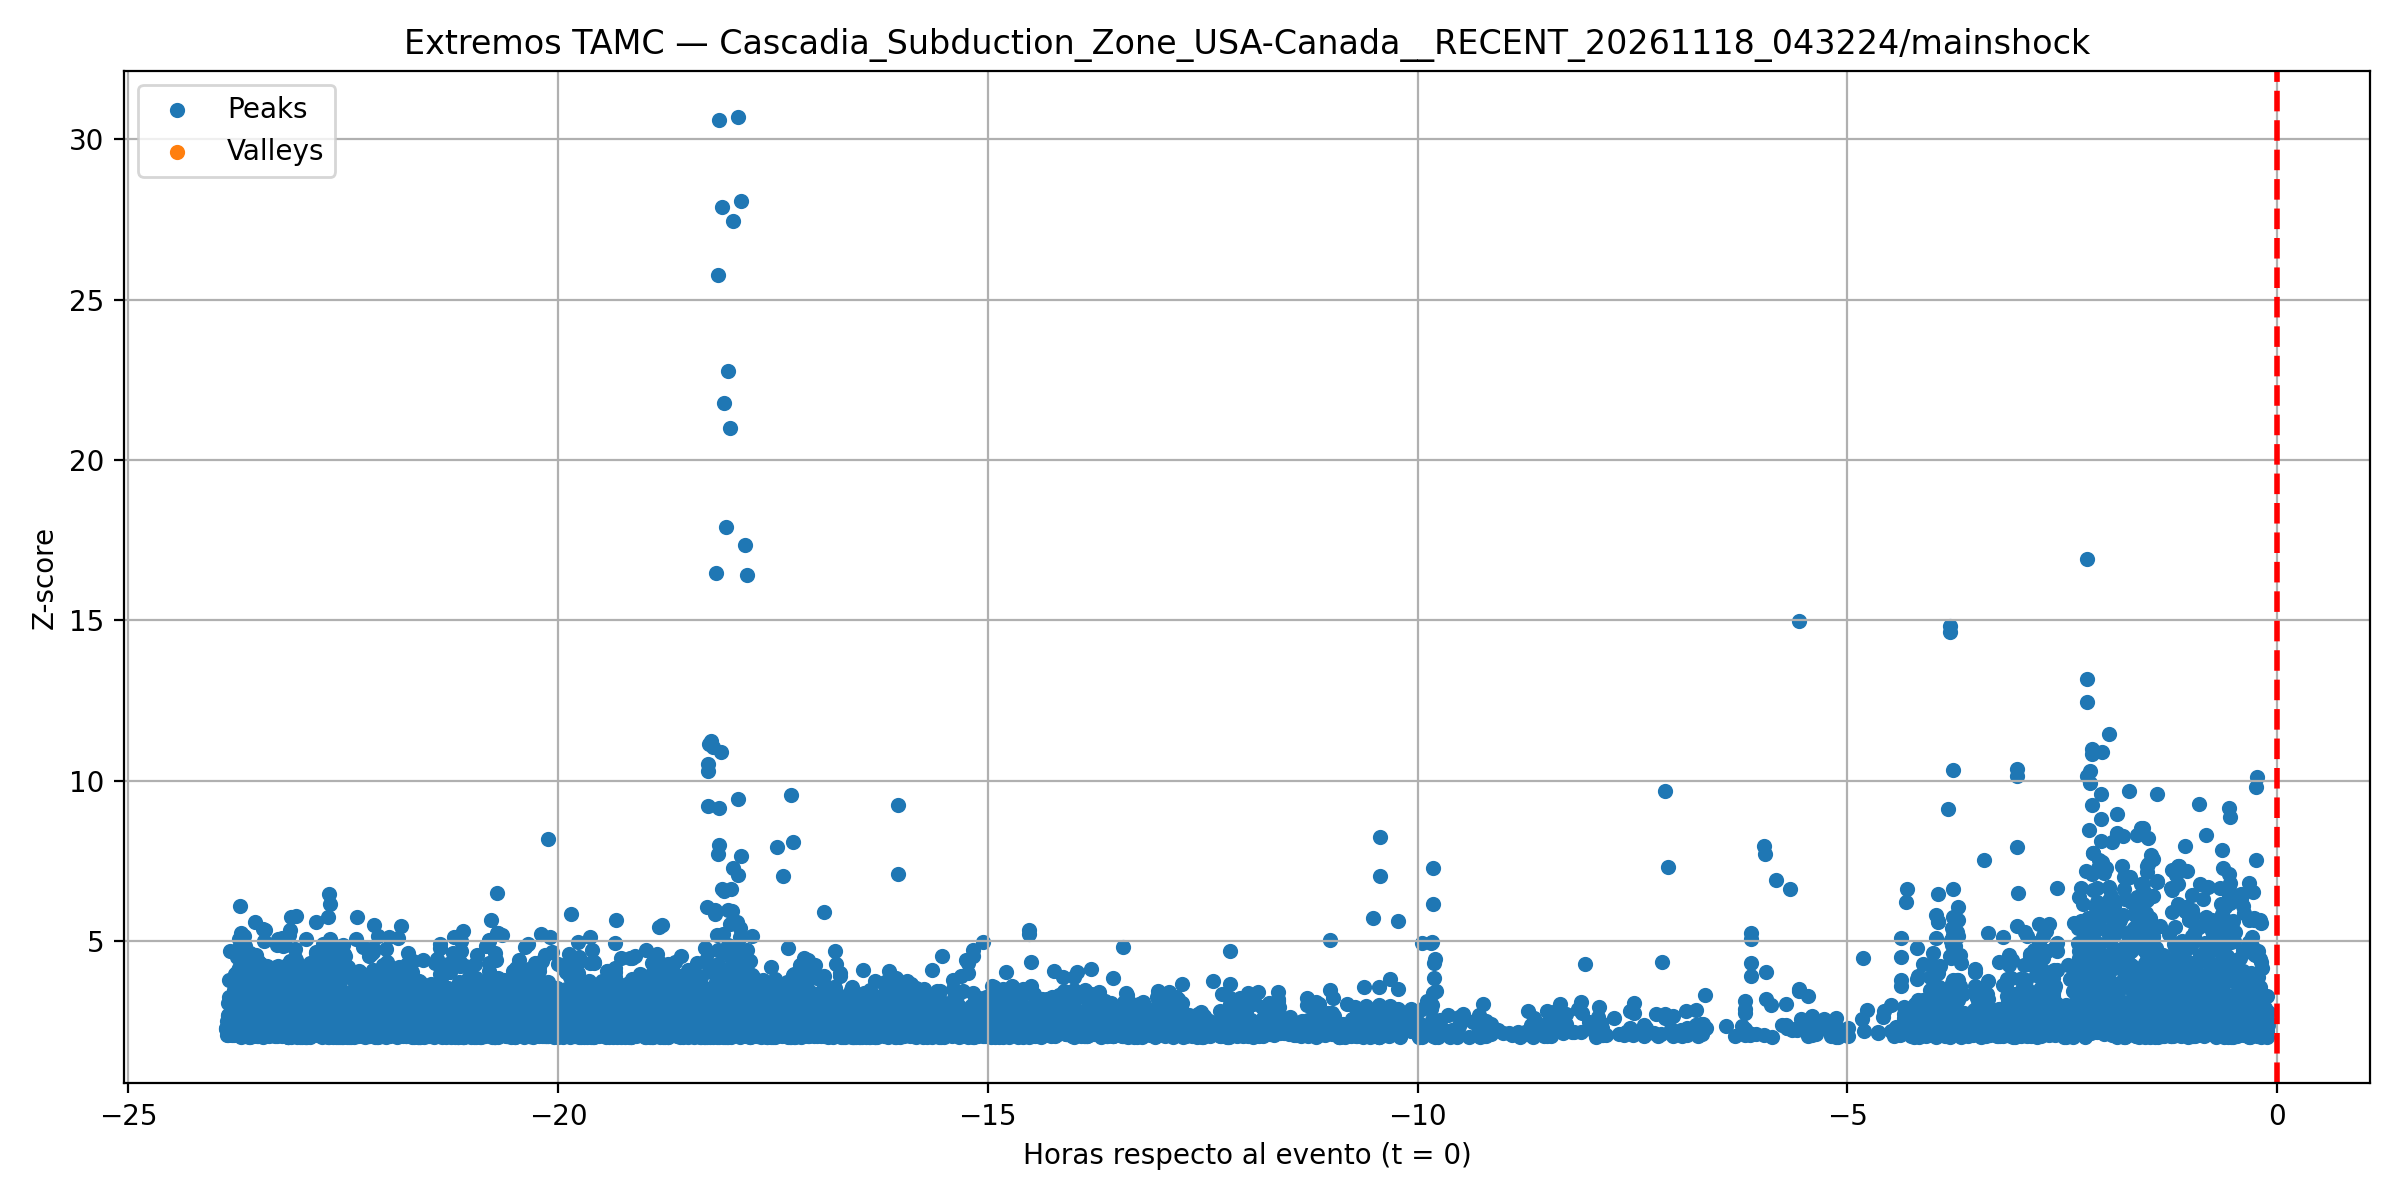 Extremos TAMC — Cascadia_Subduction_Zone_USA-Canada__RECENT_20261118_043224/mainshock
Peaks
Valleys
30
25
20
15
10
5
Z-score
−25 −20 −15 −10 −5 0
Horas respecto al evento (t = 0)